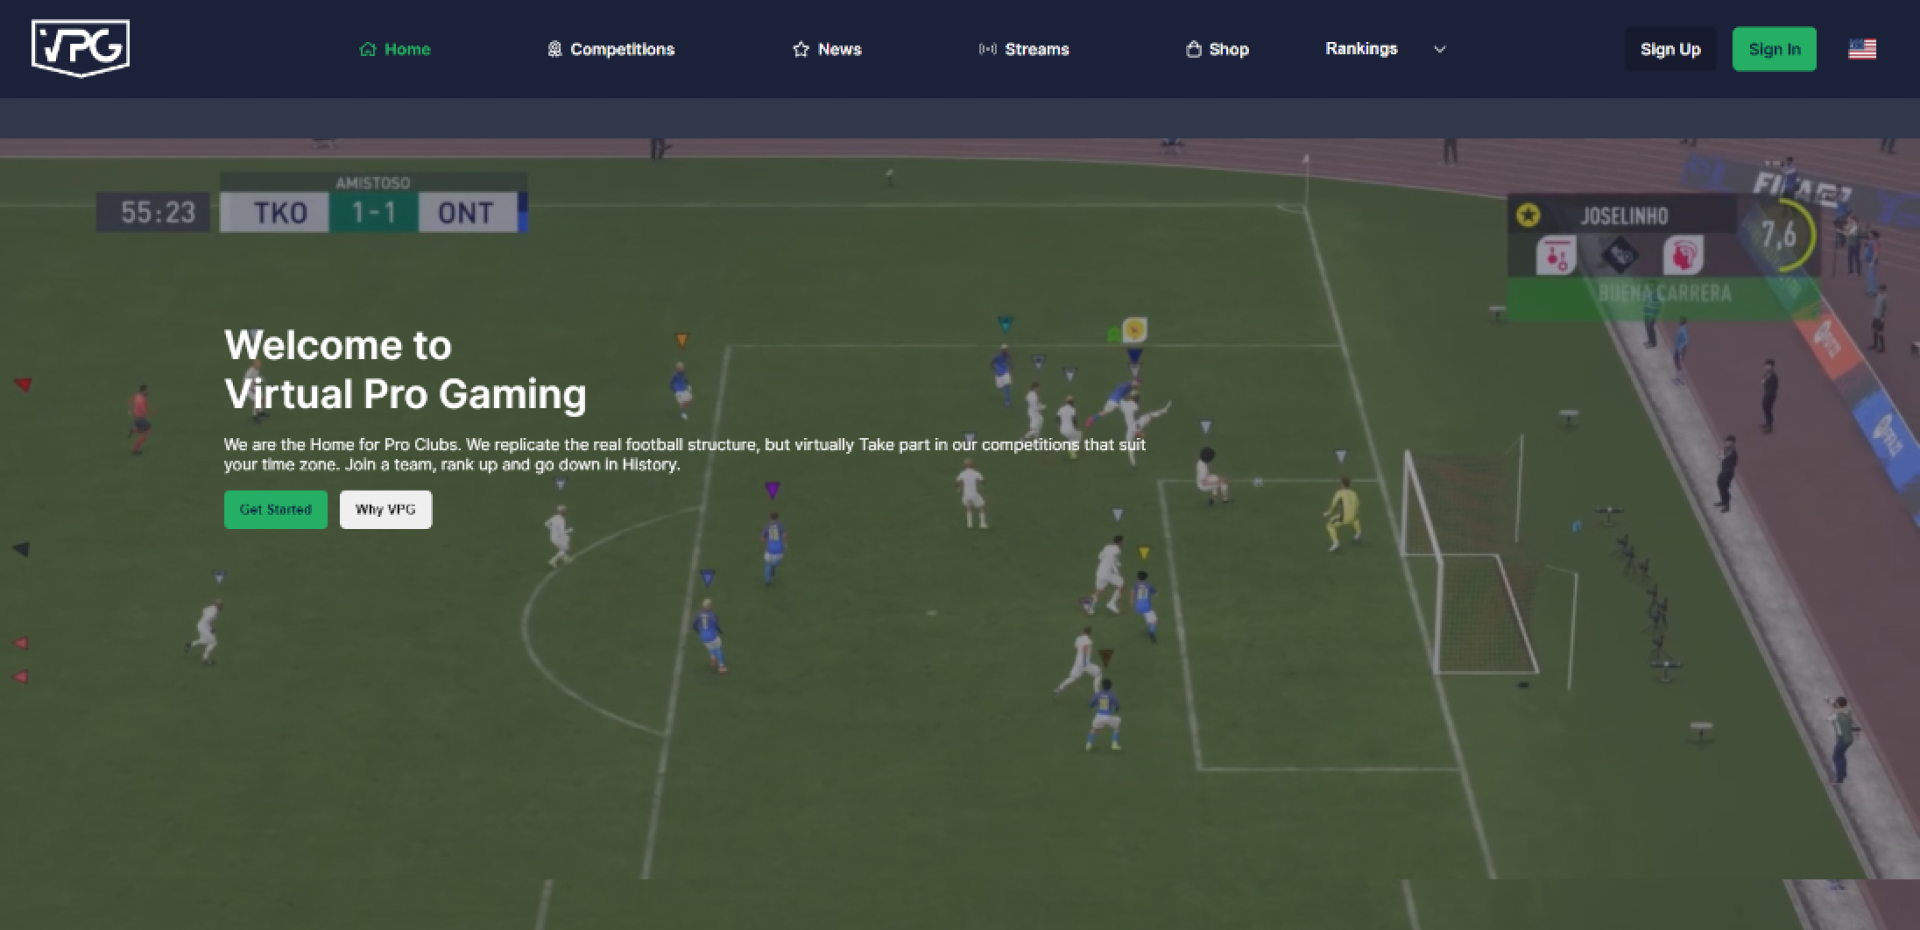 VPG
Home
Competitions
News
Streams
Shop
Rankings
Sign Up
Sign In
AMISTOSO
55:23
TKO 1-1 ONT
JOSELINHO
7,6
BUENA CARRERA
Welcome to
Virtual Pro Gaming
We are the Home for Pro Clubs. We replicate the real football structure, but virtually Take part in our competitions that suit
your time zone. Join a team, rank up and go down in History.
Get Started
Why VPG